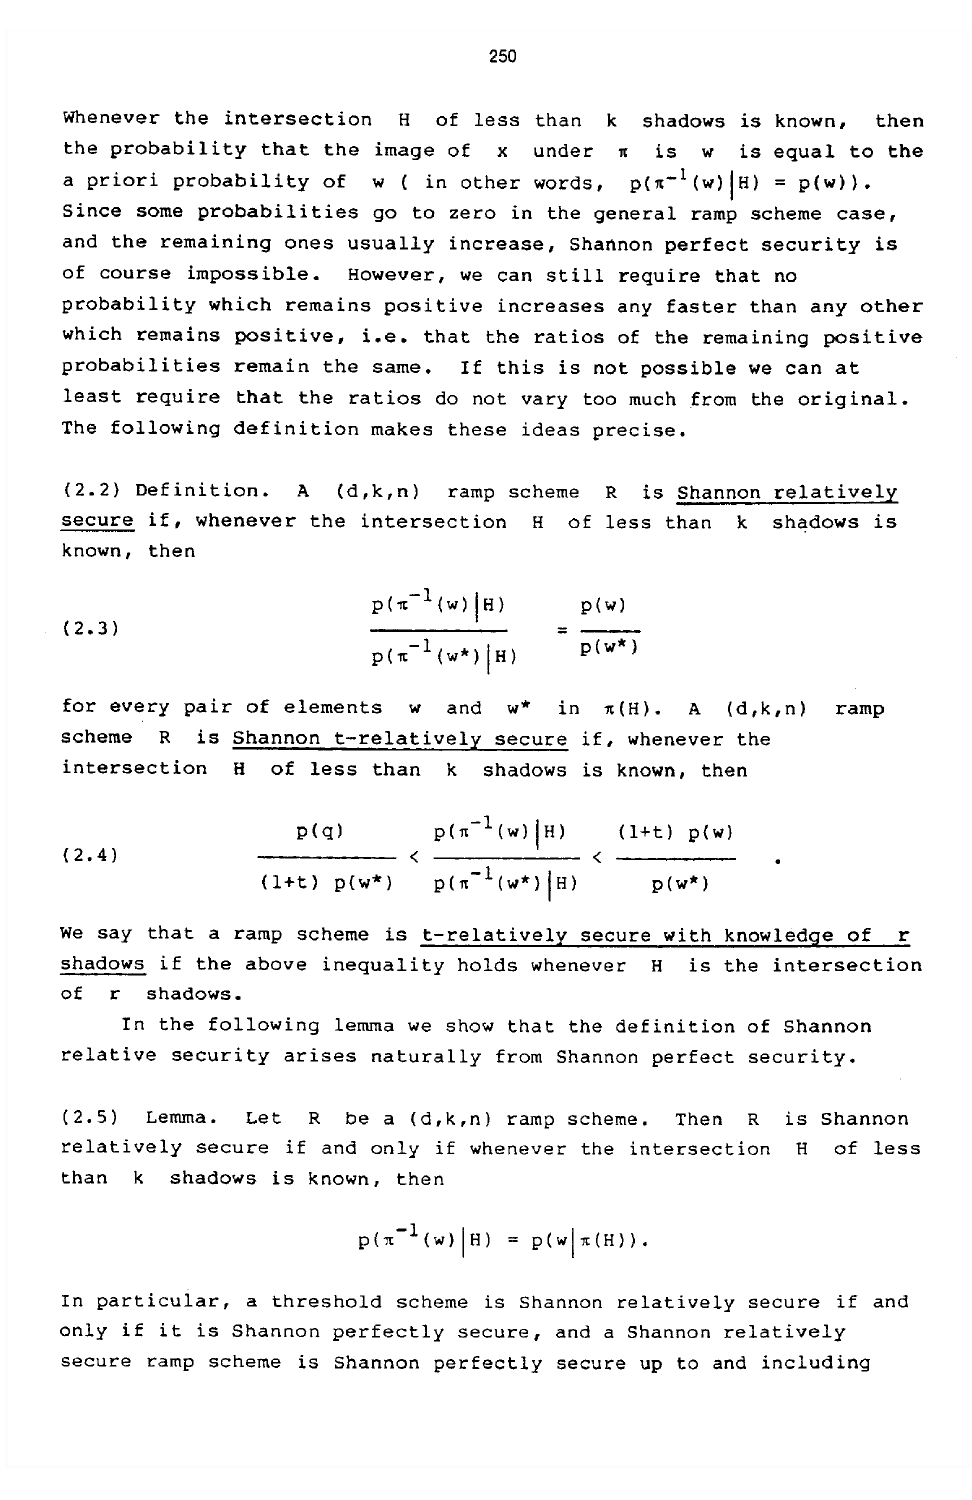 250
Whenever the intersection H of less than k shadows is known, then
the probability that the image of x under π is w is equal to the
a priori probability of w ( in other words, p(π⁻¹(w)|H) = p(w)).
Since some probabilities go to zero in the general ramp scheme case,
and the remaining ones usually increase, Shannon perfect security is
of course impossible. However, we can still require that no
probability which remains positive increases any faster than any other
which remains positive, i.e. that the ratios of the remaining positive
probabilities remain the same. If this is not possible we can at
least require that the ratios do not vary too much from the original.
The following definition makes these ideas precise.
(2.2) Definition. A (d,k,n) ramp scheme R is Shannon relatively
secure if, whenever the intersection H of less than k shadows is
known, then
p(π⁻¹(w)|H) p(w)
(2.3) =
p(π⁻¹(w*)|H) p(w*)
for every pair of elements w and w* in π(H). A (d,k,n) ramp
scheme R is Shannon t-relatively secure if, whenever the
intersection H of less than k shadows is known, then
p(q) p(π⁻¹(w)|H) (1+t) p(w)
(2.4) < < .
(1+t) p(w*) p(π⁻¹(w*)|H) p(w*)
We say that a ramp scheme is t-relatively secure with knowledge of r
shadows if the above inequality holds whenever H is the intersection
of r shadows.
In the following lemma we show that the definition of Shannon
relative security arises naturally from Shannon perfect security.
(2.5) Lemma. Let R be a (d,k,n) ramp scheme. Then R is Shannon
relatively secure if and only if whenever the intersection H of less
than k shadows is known, then
p(π⁻¹(w)|H) = p(w|π(H)).
In particular, a threshold scheme is Shannon relatively secure if and
only if it is Shannon perfectly secure, and a Shannon relatively
secure ramp scheme is Shannon perfectly secure up to and including